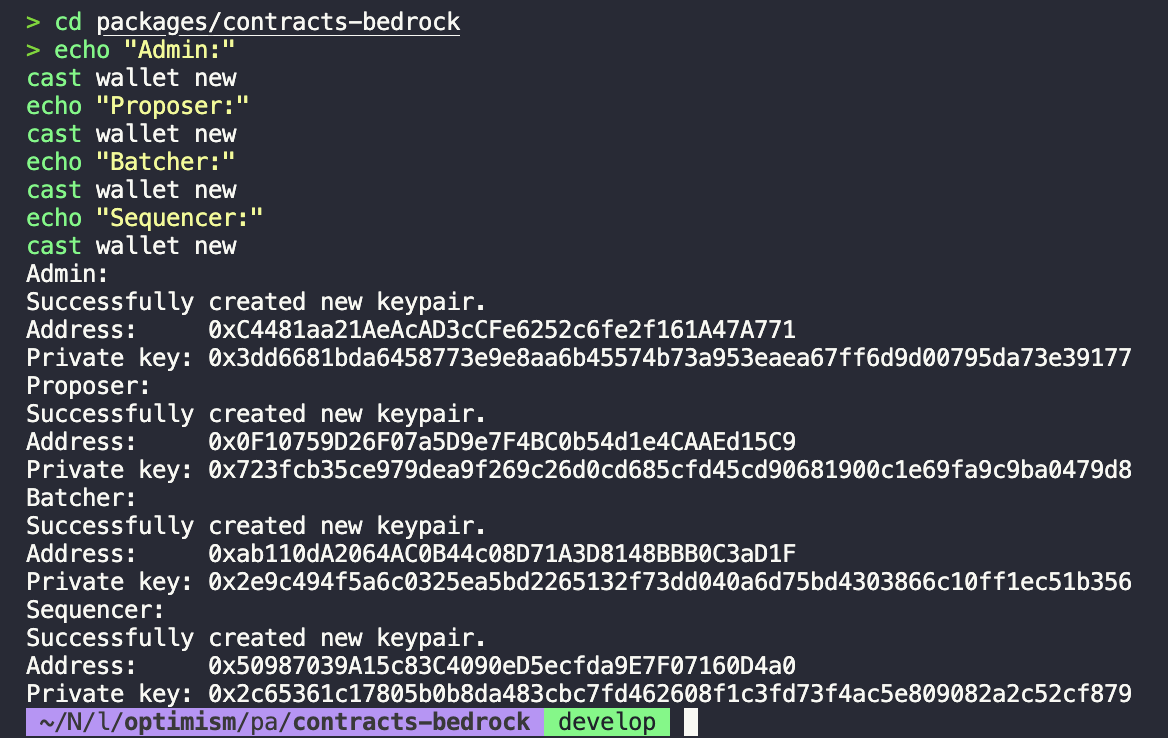 > cd packages/contracts-bedrock
> echo "Admin:"
cast wallet new
echo "Proposer:"
cast wallet new
echo "Batcher:"
cast wallet new
echo "Sequencer:"
cast wallet new
Admin:
Successfully created new keypair.
Address:     0xC4481aa21AeAcAD3cCFe6252c6fe2f161A47A771
Private key: 0x3dd6681bda6458773e9e8aa6b45574b73a953eaea67ff6d9d00795da73e39177
Proposer:
Successfully created new keypair.
Address:     0x0F10759D26F07a5D9e7F4BC0b54d1e4CAAEd15C9
Private key: 0x723fcb35ce979dea9f269c26d0cd685cfd45cd90681900c1e69fa9c9ba0479d8
Batcher:
Successfully created new keypair.
Address:     0xab110dA2064AC0B44c08D71A3D8148BBB0C3aD1F
Private key: 0x2e9c494f5a6c0325ea5bd2265132f73dd040a6d75bd4303866c10ff1ec51b356
Sequencer:
Successfully created new keypair.
Address:     0x50987039A15c83C4090eD5ecfda9E7F07160D4a0
Private key: 0x2c65361c17805b0b8da483cbc7fd462608f1c3fd73f4ac5e809082a2c52cf879
~/N/l/optimism/pa/contracts-bedrock develop